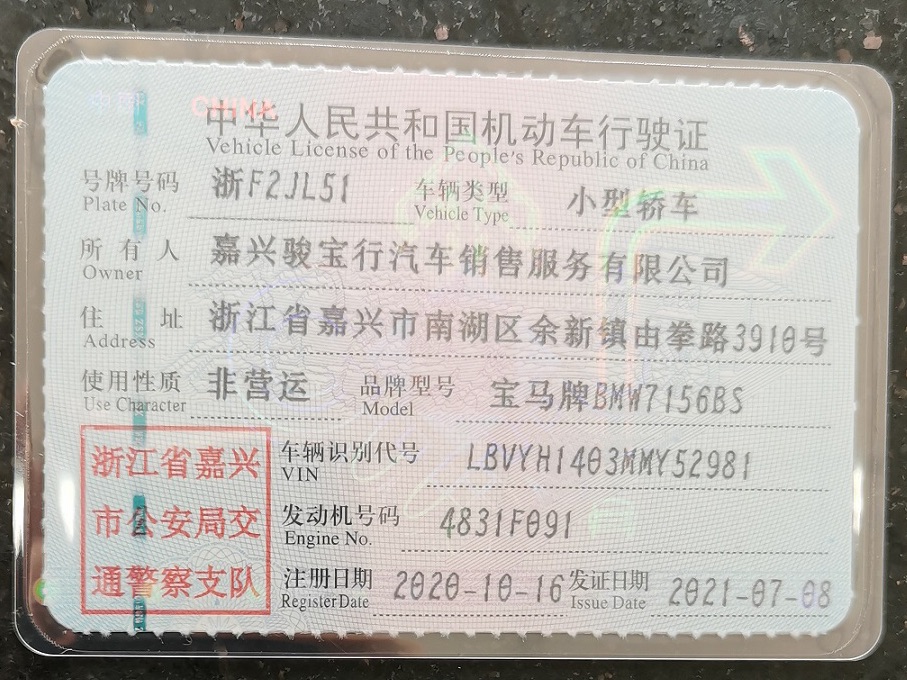 中国 CHINA
中华人民共和国机动车行驶证
Vehicle License of the People's Republic of China
号牌号码 浙F2JL51 车辆类型 小型轿车
Plate No. Vehicle Type
所有人 嘉兴骏宝行汽车销售服务有限公司
Owner
住址 浙江省嘉兴市南湖区余新镇由拳路3910号
Address
使用性质 非营运 品牌型号 宝马牌BMW7156BS
Use Character Model
浙江省嘉兴
市公安局交
通警察支队
车辆识别代号 LBVYH1403MMY52981
VIN
发动机号码 4831F091
Engine No.
注册日期 2020-10-16 发证日期 2021-07-08
Register Date Issue Date